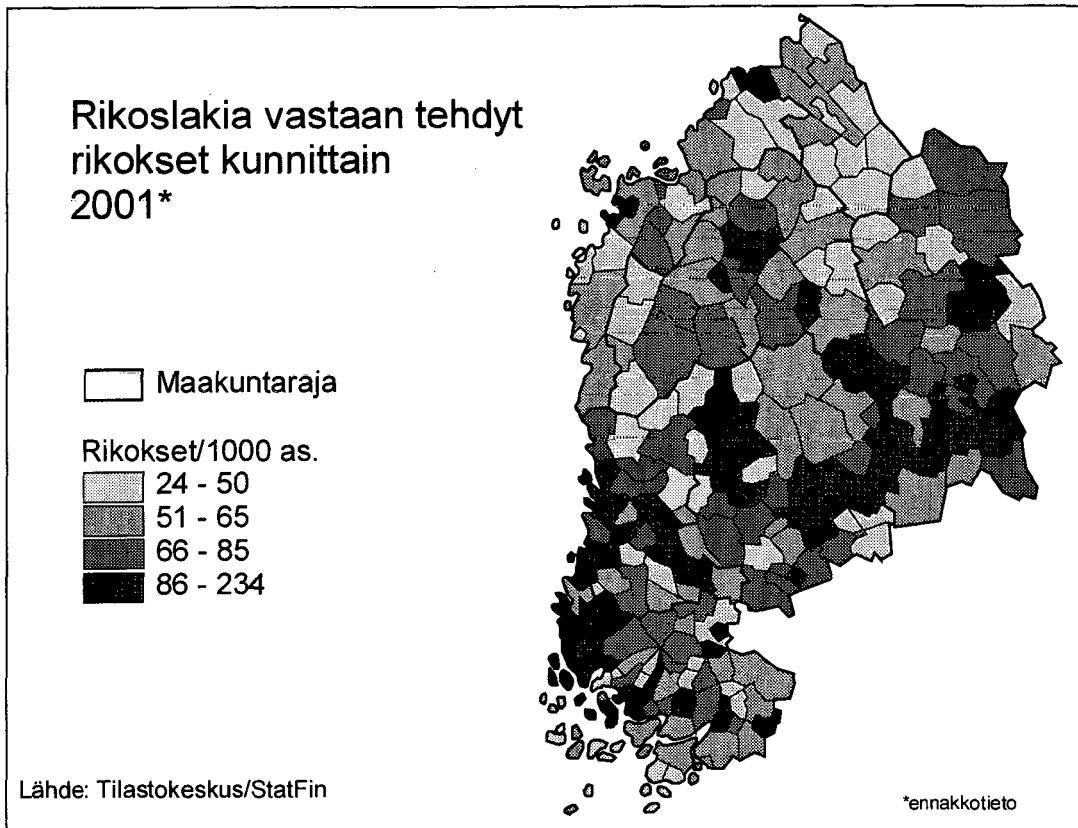 Rikoslakia vastaan tehdyt
rikokset kunnittain
2001*
Maakuntaraja
Rikokset/1000 as.
24 - 50
51 - 65
66 - 85
86 - 234
Lähde: Tilastokeskus/StatFin
*ennakkotieto